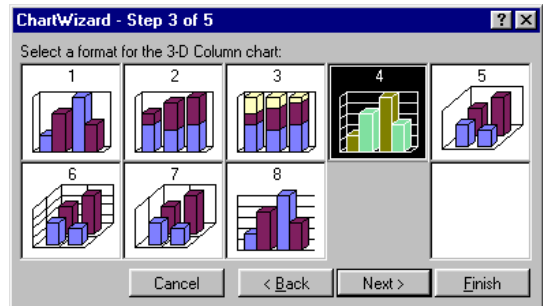 ChartWizard - Step 3 of 5
Select a format for the 3-D Column chart:
1 2 3 4 5
6 7 8
Cancel < Back Next > Finish